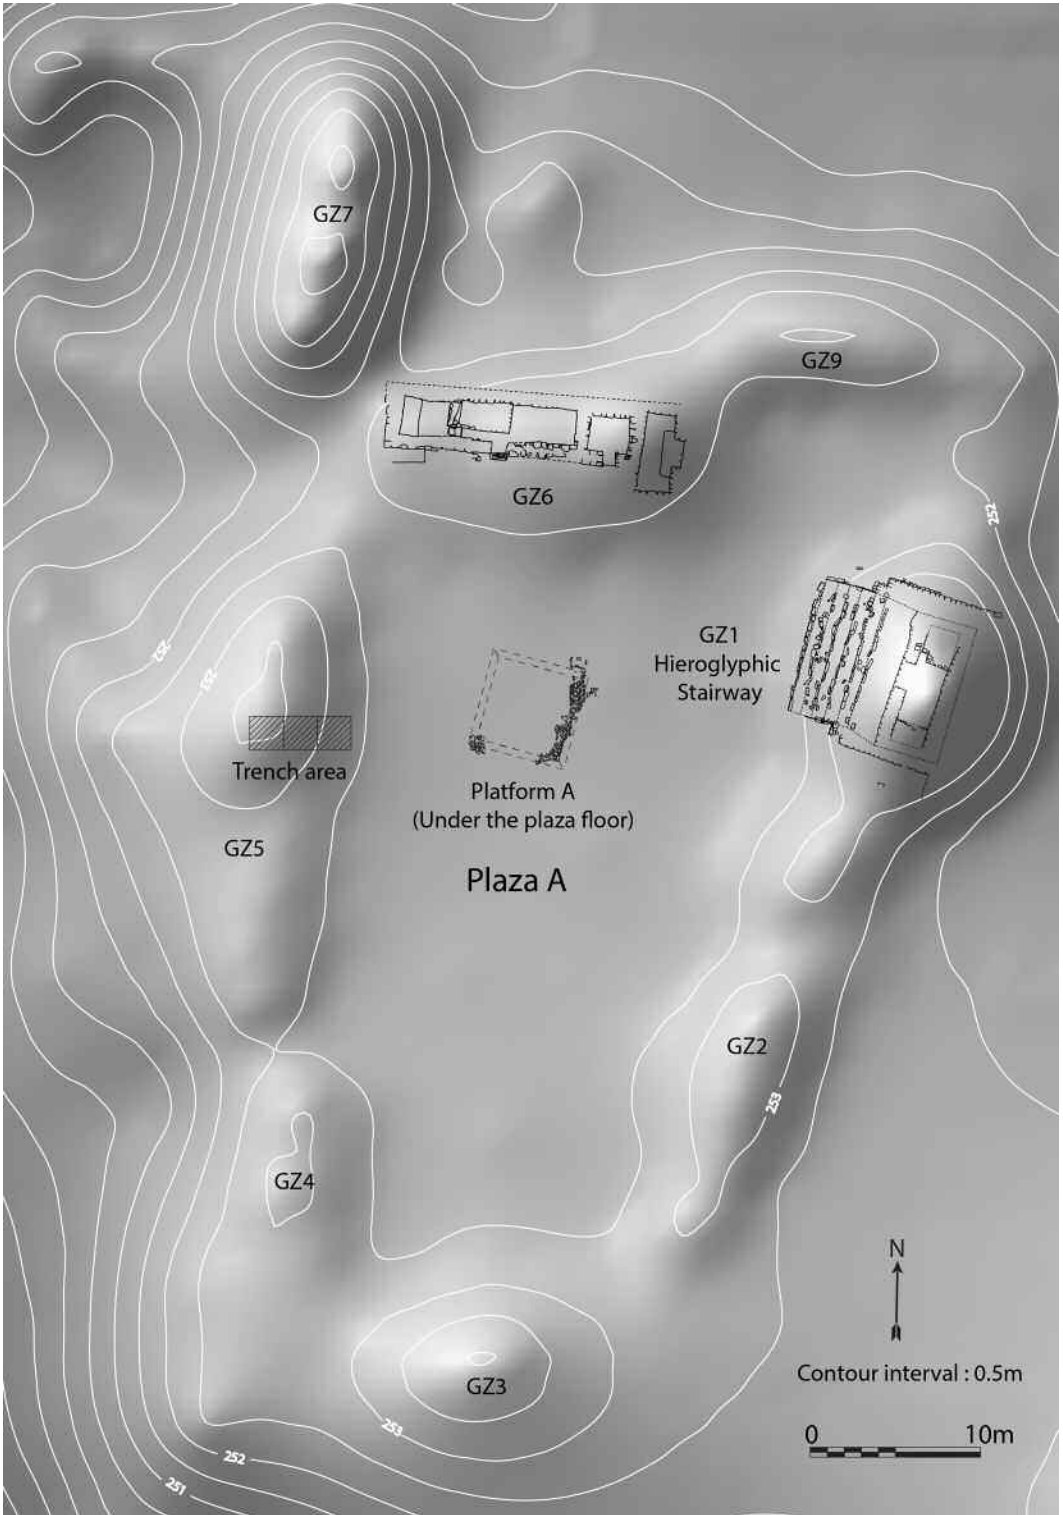 GZ7
GZ9
GZ6
252
GZ1
Hieroglyphic
Stairway
252
253
Trench area
Platform A
(Under the plaza floor)
GZ5
Plaza A
GZ2
253
GZ4
N
Contour interval : 0.5m
GZ3
253
0 10m
252
251